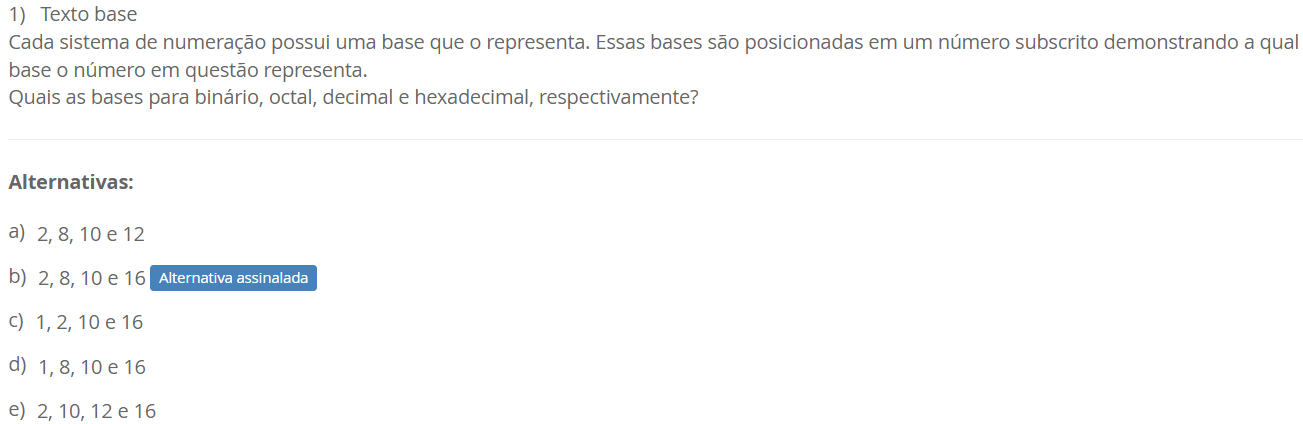 1) Texto base
Cada sistema de numeração possui uma base que o representa. Essas bases são posicionadas em um número subscrito demonstrando a qual
base o número em questão representa.
Quais as bases para binário, octal, decimal e hexadecimal, respectivamente?
Alternativas:
a) 2, 8, 10 e 12
b) 2, 8, 10 e 16 Alternativa assinalada
c) 1, 2, 10 e 16
d) 1, 8, 10 e 16
e) 2, 10, 12 e 16